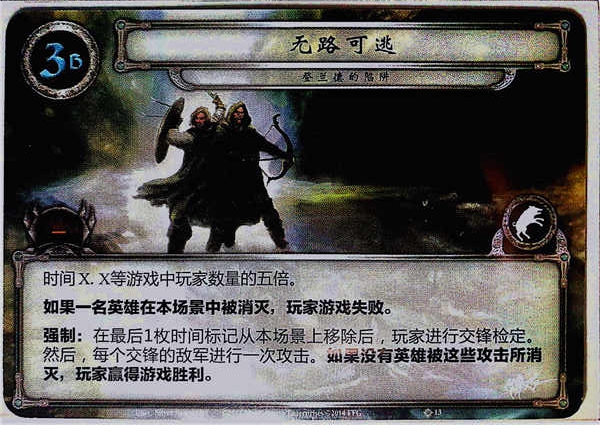 3B
无路可逃
登兰德的陷阱
时间 X. X等游戏中玩家数量的五倍。
如果一名英雄在本场景中被消灭，玩家游戏失败。
强制：在最后1枚时间标记从本场景上移除后，玩家进行交锋检定。
然后，每个交锋的敌军进行一次攻击。如果没有英雄被这些攻击所消
灭，玩家赢得游戏胜利。
2014 FFG
13